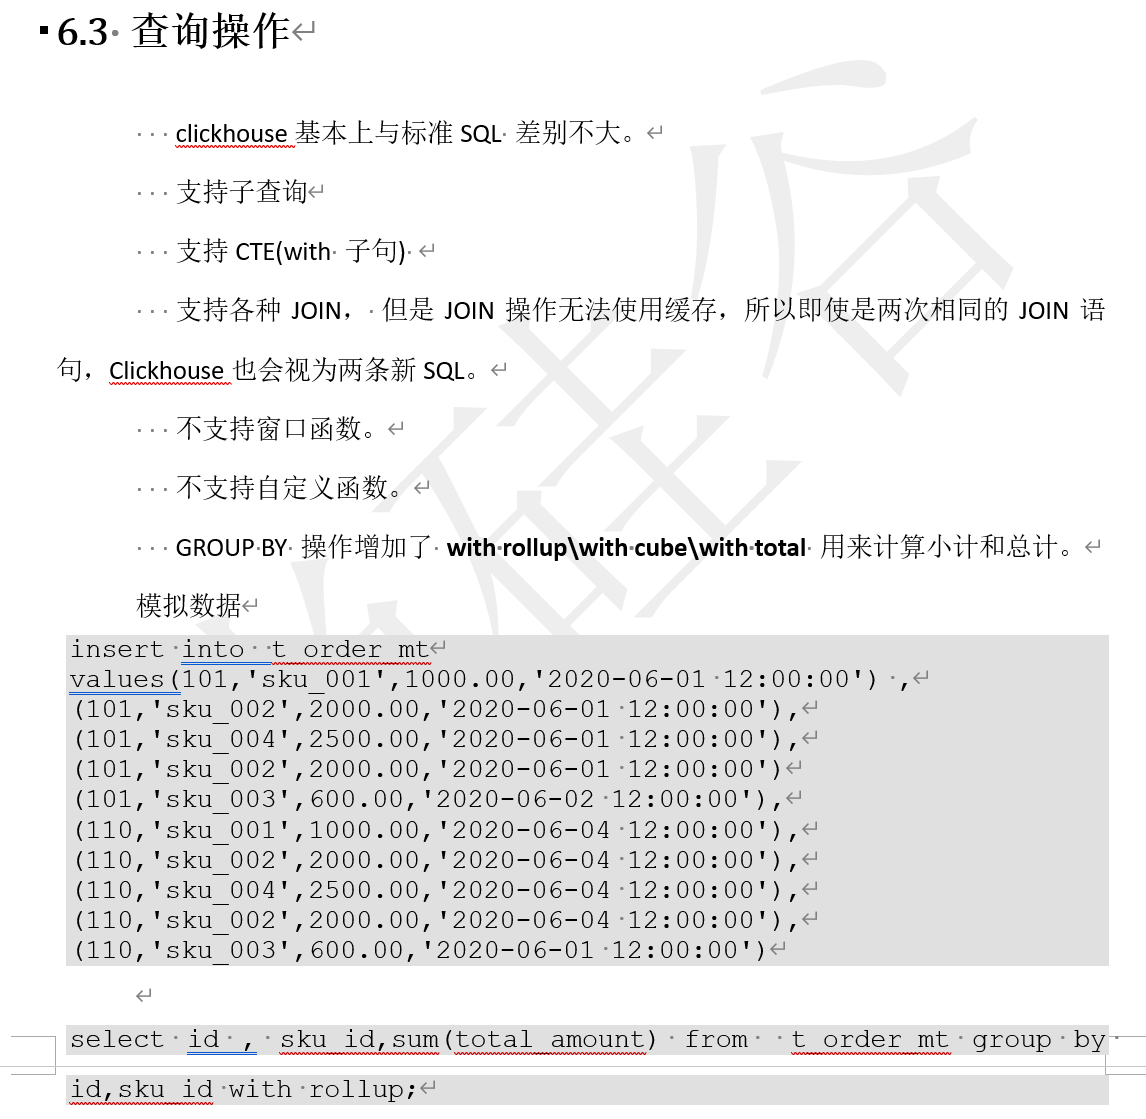 6.3 查询操作
clickhouse 基本上与标准 SQL 差别不大。
支持子查询
支持 CTE(with 子句)
支持各种 JOIN， 但是 JOIN 操作无法使用缓存，所以即使是两次相同的 JOIN 语
句，Clickhouse 也会视为两条新 SQL。
不支持窗口函数。
不支持自定义函数。
GROUP BY 操作增加了 with rollup\with cube\with total 用来计算小计和总计。
模拟数据
insert into  t_order_mt
values(101,'sku_001',1000.00,'2020-06-01 12:00:00') ,
(101,'sku_002',2000.00,'2020-06-01 12:00:00'),
(101,'sku_004',2500.00,'2020-06-01 12:00:00'),
(101,'sku_002',2000.00,'2020-06-01 12:00:00')
(101,'sku_003',600.00,'2020-06-02 12:00:00'),
(110,'sku_001',1000.00,'2020-06-04 12:00:00'),
(110,'sku_002',2000.00,'2020-06-04 12:00:00'),
(110,'sku_004',2500.00,'2020-06-04 12:00:00'),
(110,'sku_002',2000.00,'2020-06-04 12:00:00'),
(110,'sku_003',600.00,'2020-06-01 12:00:00')
select id , sku_id,sum(total_amount) from  t_order_mt group by
id,sku_id with rollup;